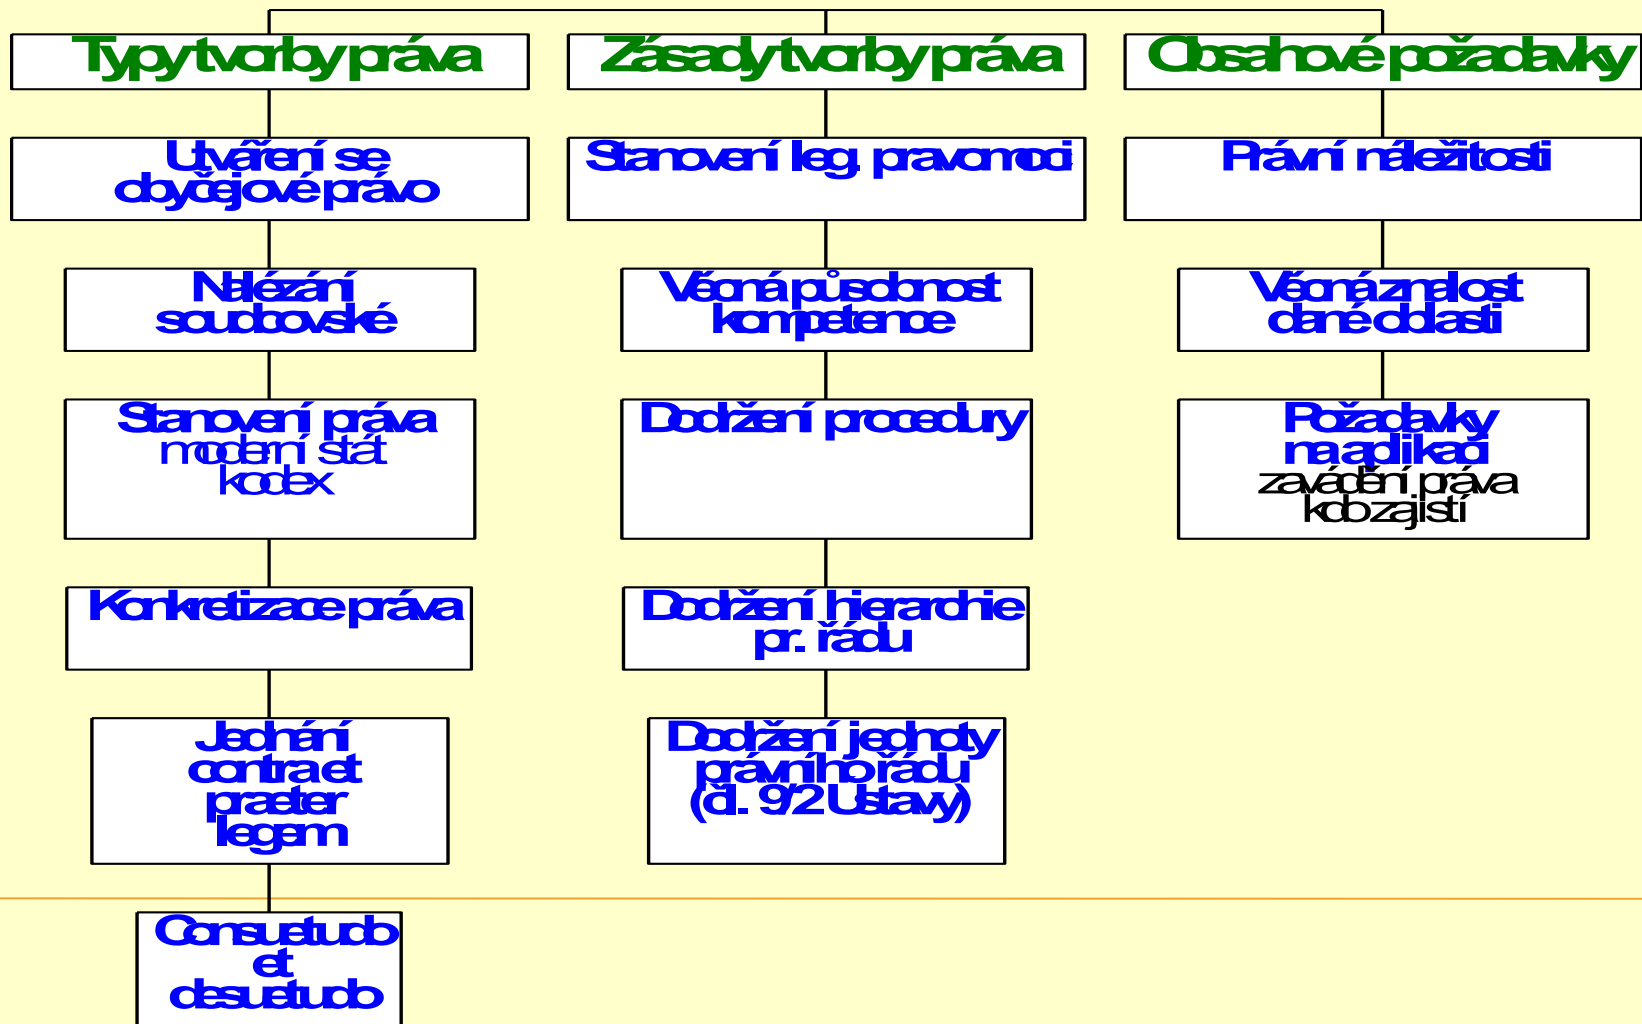 Typy tvorby práva
Utváření se
obyčejové právo
Nalézání
soudcovské
Stanovení práva
moderní stát
kodex
Konkretizace práva
Jednání
contra et
praeter
legem
Consuetudo
et
desuetudo
Zásady tvorby práva
Stanovení leg. pravomoci
Věcná působnost
kompetence
Dodržení procedury
Dodržení hierarchie
pr. řádu
Dodržení jednoty
právního řádu
(čl. 9/2 Ústavy)
Obsahové požadavky
Právní náležitosti
Věcná znalost
dané oblasti
Požadavky
na aplikaci
zavádění práva
kdo zajistí